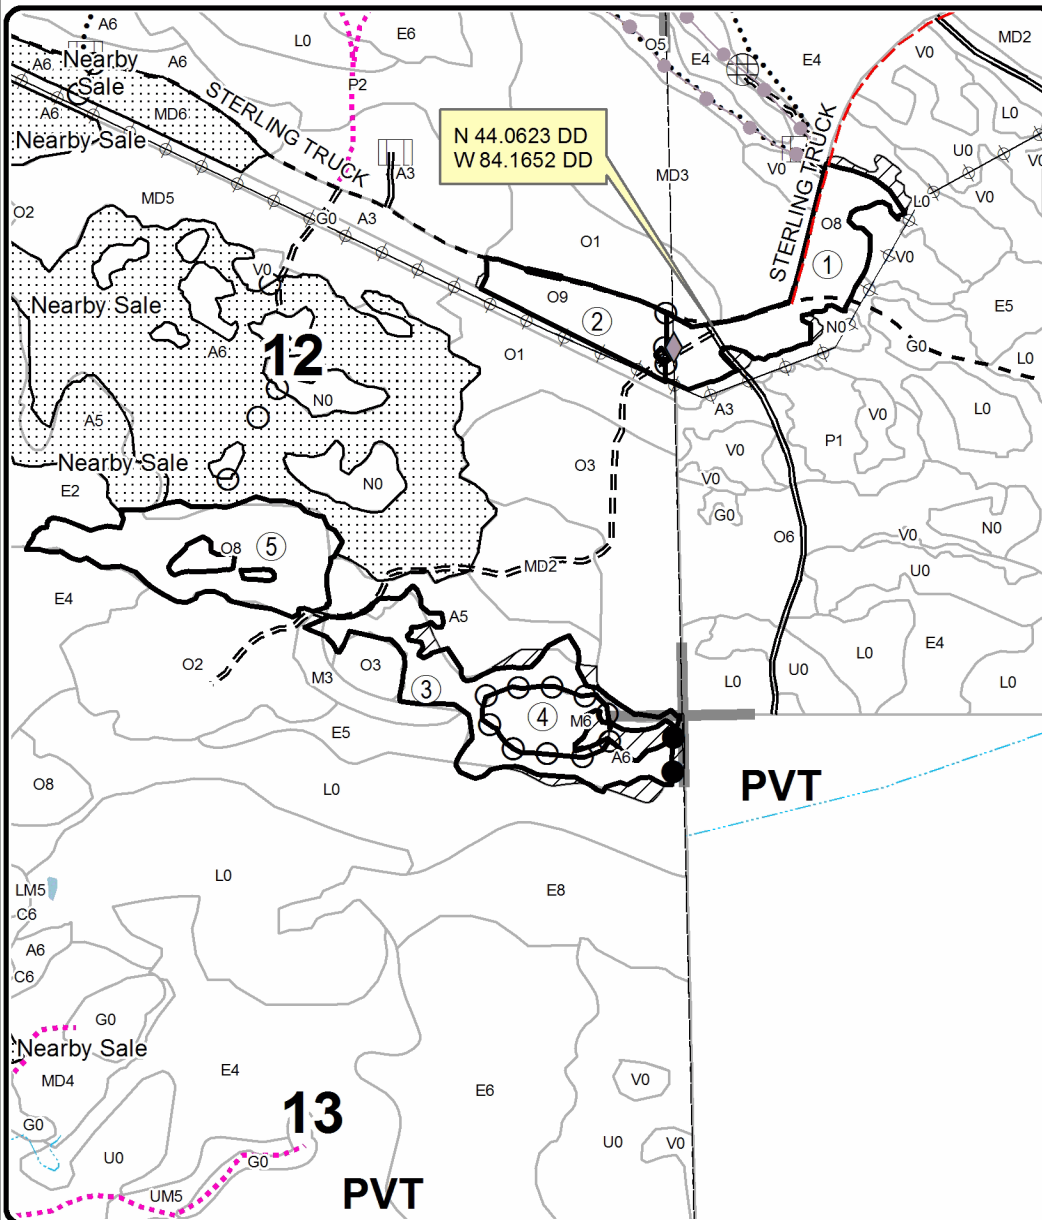 A6
L0
E6
O5
E4
E4
V0
MD2
Nearby
Sale
A6
A6
P2
L0
A6
MD6
STERLING TRUCK
N 44.0623 DD
W 84.1652 DD
Nearby Sale
A3
MD3
V0
STERLING TRUCK
U0
V0
V0
MD5
O2
G0
A3
O1
O8
L0
1
V0
Nearby Sale
V0
O9
2
N0
E5
A6
12
O1
G0
L0
N0
A3
V0
L0
A5
P1
V0
Nearby Sale
O3
V0
E2
N0
G0
V0
N0
O6
O8
5
MD2
U0
E4
A5
E4
O2
M3
O3
3
L0
U0
L0
L0
4
M6
E5
A6
O8
L0
PVT
L0
LM5
E8
C6
A6
C6
G0
Nearby Sale
MD4
E4
E6
V0
13
G0
U0
G0
U0
V0
UM5
PVT